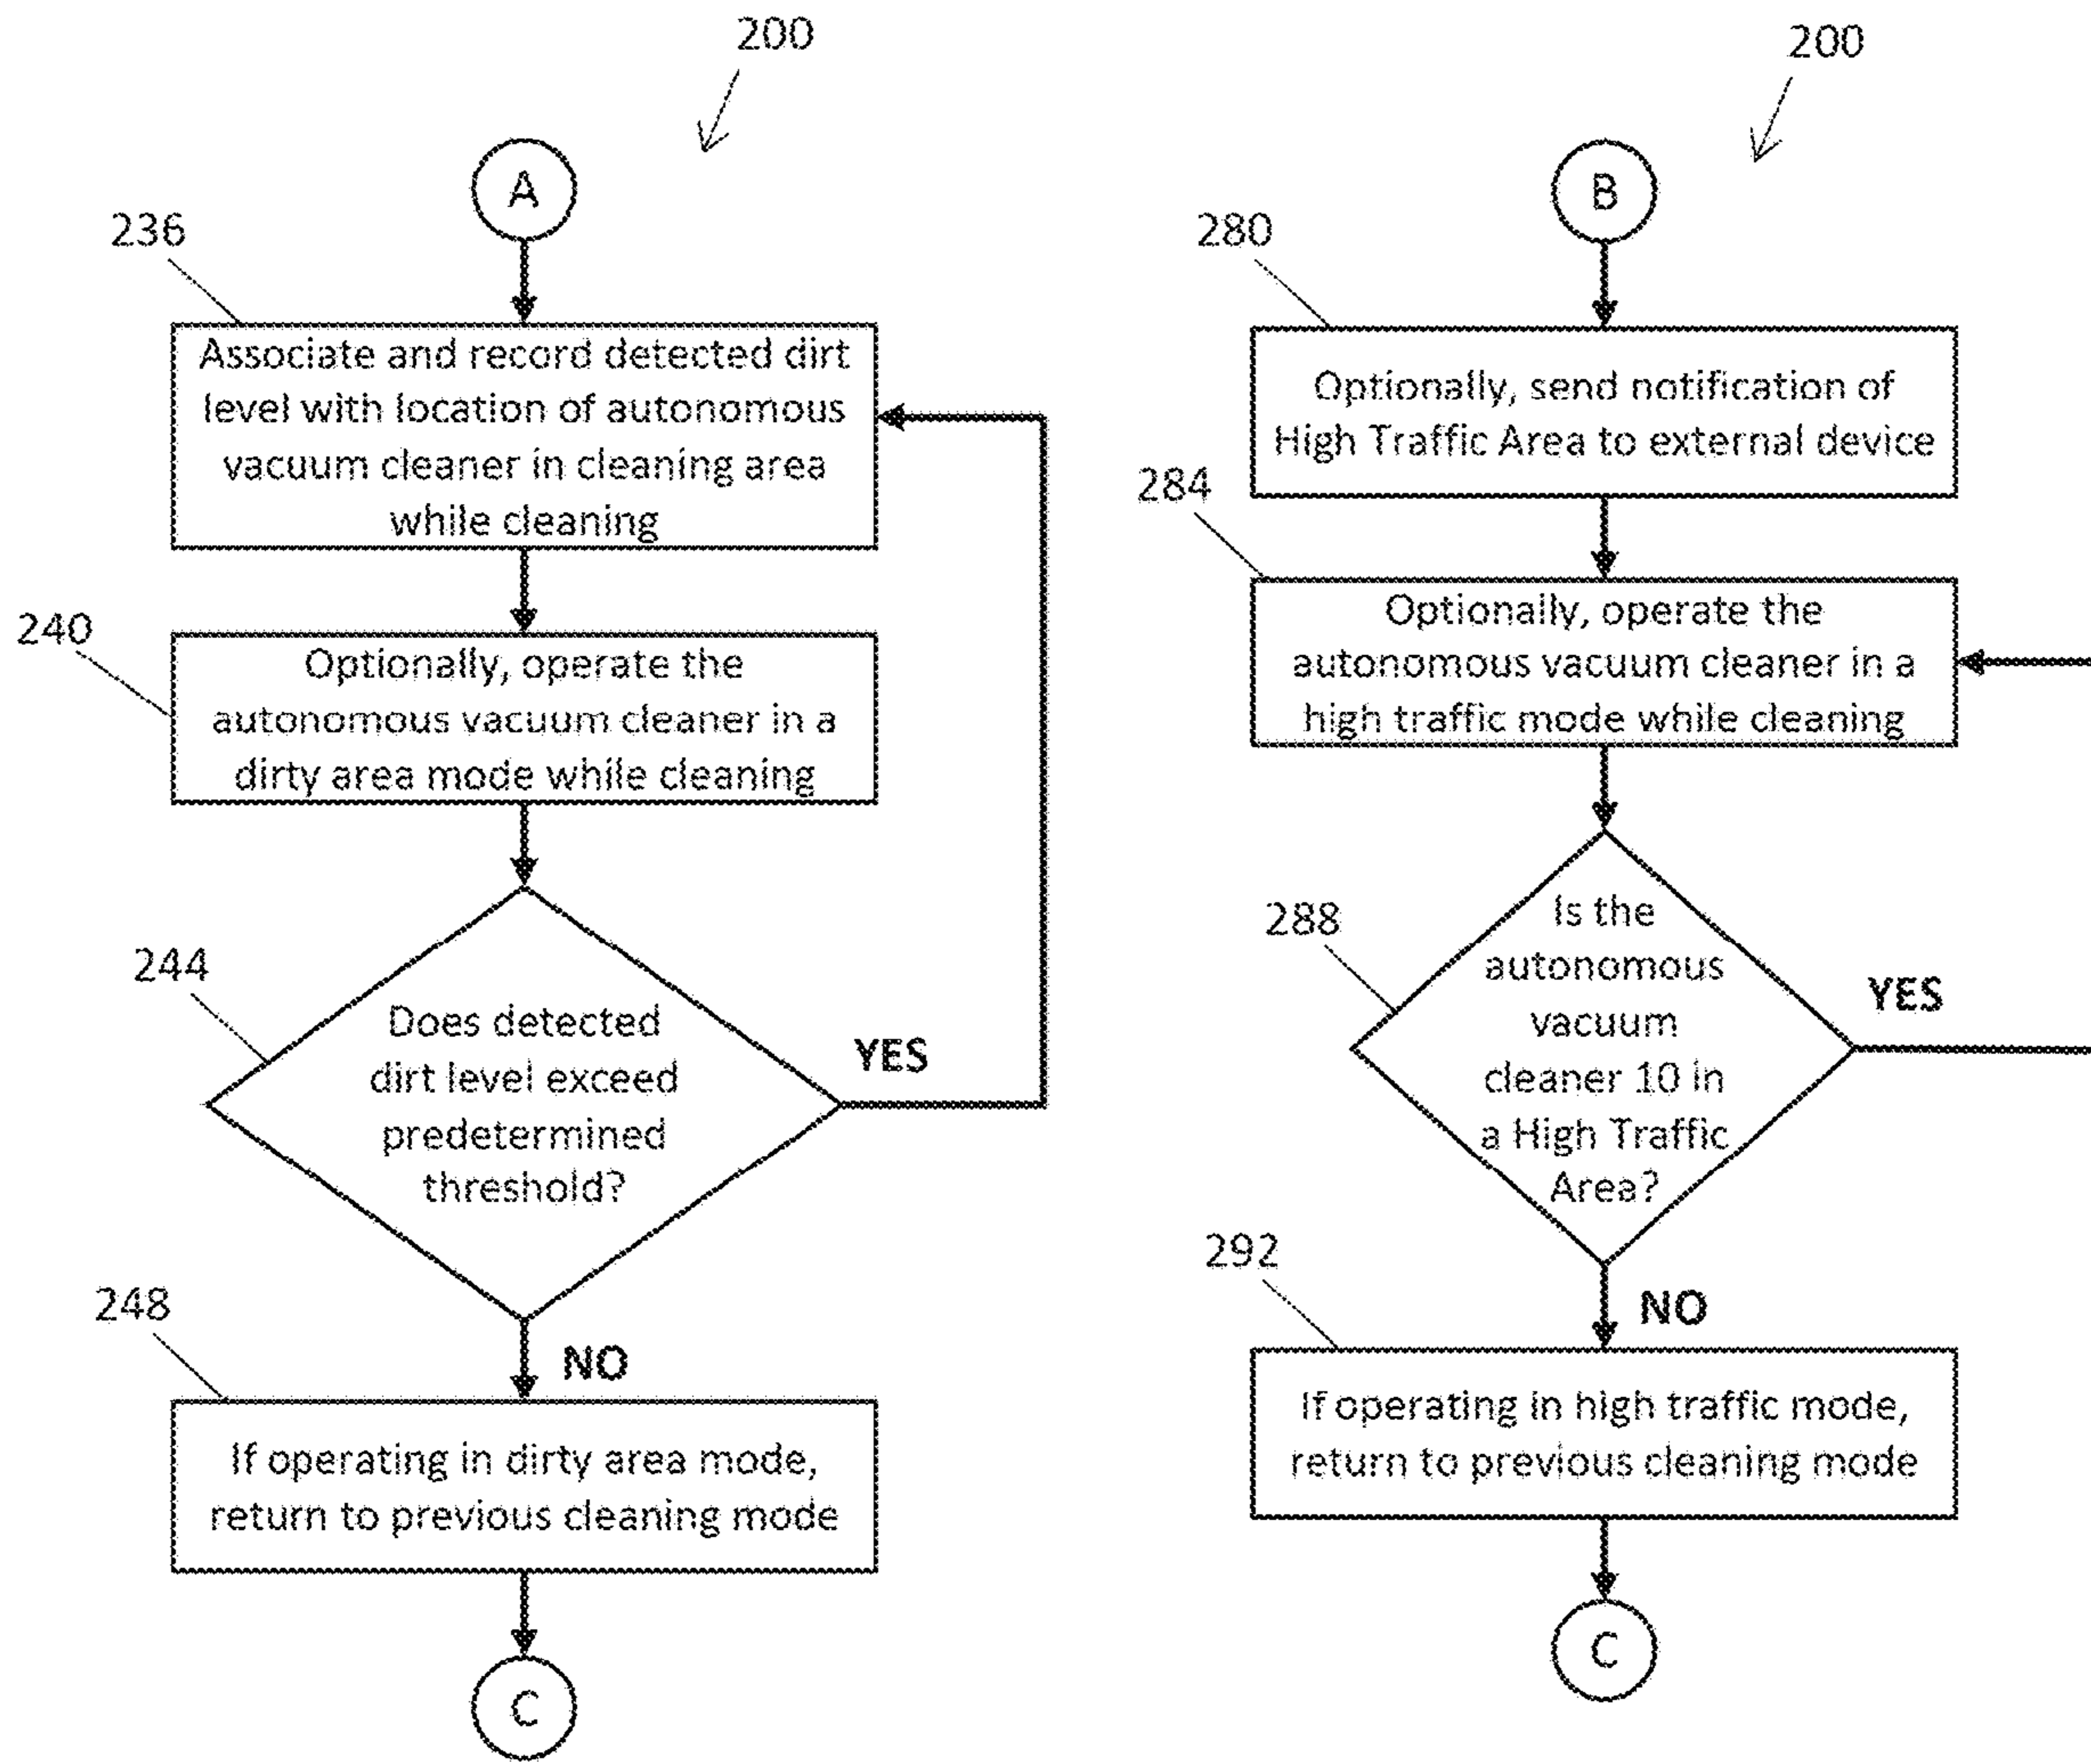 200
A
236
Associate and record detected dirt
level with location of autonomous
vacuum cleaner in cleaning area
while cleaning
240
Optionally, operate the
autonomous vacuum cleaner in a
dirty area mode while cleaning
244
Does detected
dirt level exceed
predetermined
threshold?
YES
NO
248
If operating in dirty area mode,
return to previous cleaning mode
C
200
B
280
Optionally, send notification of
High Traffic Area to external device
284
Optionally, operate the
autonomous vacuum cleaner in a
high traffic mode while cleaning
288
Is the
autonomous
vacuum
cleaner 10 in
a High Traffic
Area?
YES
NO
292
If operating in high traffic mode,
return to previous cleaning mode
C